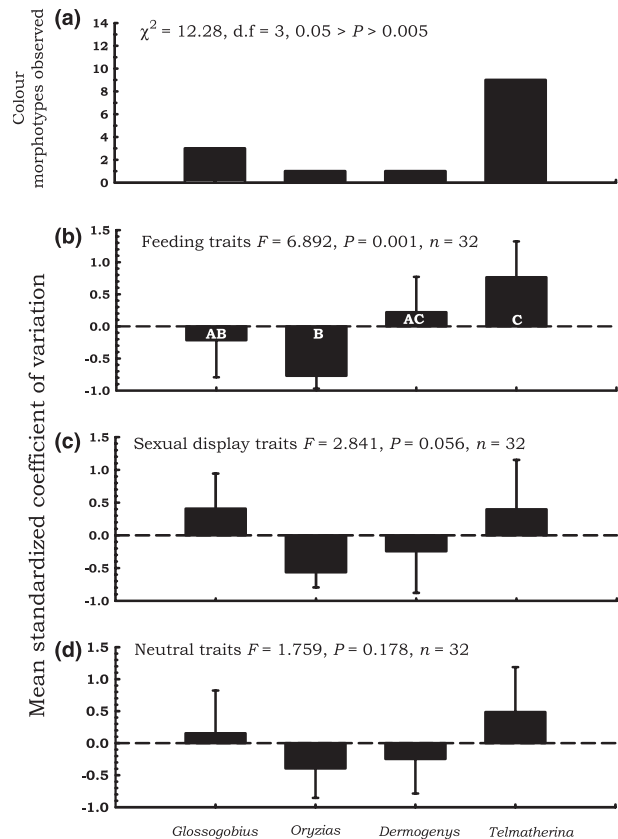 (a)
χ² = 12.28, d.f = 3, 0.05 > P > 0.005
Colour
morphotypes observed
14
12
10
8
6
4
2
0
Mean standardized coefficient of variation
(b)
Feeding traits F = 6.892, P = 0.001, n = 32
1.5
1.0
0.5
0.0
-0.5
-1.0
AB
B
AC
C
(c)
Sexual display traits F = 2.841, P = 0.056, n = 32
1.5
1.0
0.5
0.0
-0.5
-1.0
(d)
Neutral traits F = 1.759, P = 0.178, n = 32
1.5
1.0
0.5
0.0
-0.5
-1.0
Glossogobius Oryzias Dermogenys Telmatherina